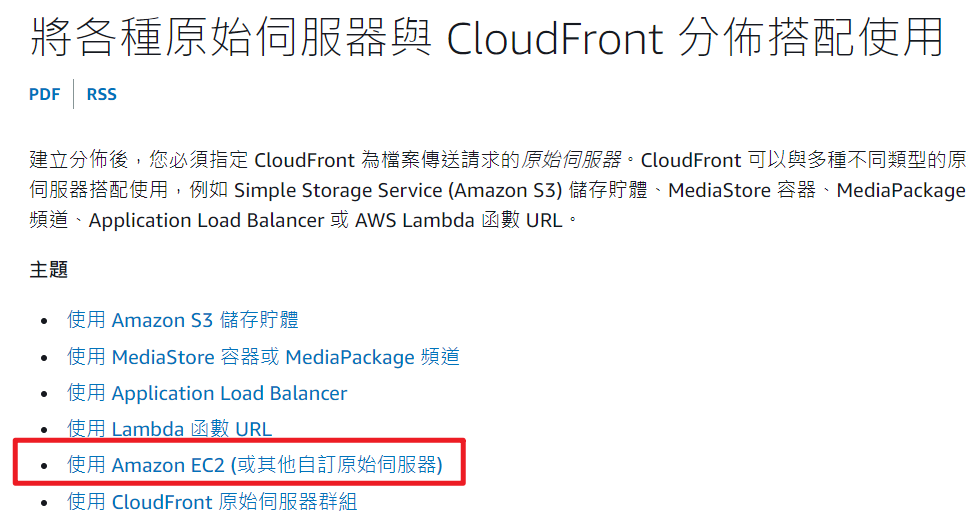 將各種原始伺服器與 CloudFront 分佈搭配使用
PDF | RSS
建立分佈後，您必須指定 CloudFront 為檔案傳送請求的原始伺服器。CloudFront 可以與多種不同類型的原
伺服器搭配使用，例如 Simple Storage Service (Amazon S3) 儲存貯體、MediaStore 容器、MediaPackage
頻道、Application Load Balancer 或 AWS Lambda 函數 URL。
主題
• 使用 Amazon S3 儲存貯體
• 使用 MediaStore 容器或 MediaPackage 頻道
• 使用 Application Load Balancer
• 使用 Lambda 函數 URL
• 使用 Amazon EC2 (或其他自訂原始伺服器)
• 使用 CloudFront 原始伺服器群組